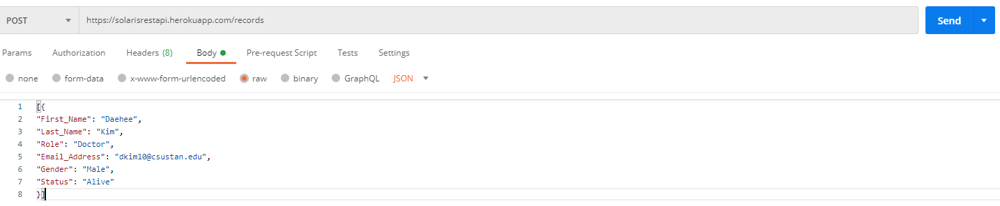 POST https://solarisrestapi.herokuapp.com/records Send
Params Authorization Headers (8) Body Pre-request Script Tests Settings
none form-data x-www-form-urlencoded raw binary GraphQL JSON
1 [{
2 "First_Name": "Daehee",
3 "Last_Name": "Kim",
4 "Role": "Doctor",
5 "Email_Address": "dkim10@csustan.edu",
6 "Gender": "Male",
7 "Status": "Alive"
8 }]